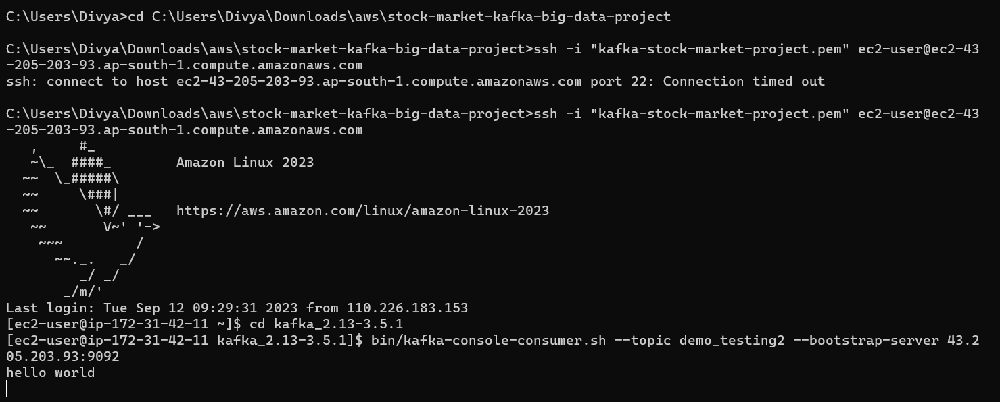 C:\Users\Divya>cd C:\Users\Divya\Downloads\aws\stock-market-kafka-big-data-project
C:\Users\Divya\Downloads\aws\stock-market-kafka-big-data-project>ssh -i "kafka-stock-market-project.pem" ec2-user@ec2-43
-205-203-93.ap-south-1.compute.amazonaws.com
ssh: connect to host ec2-43-205-203-93.ap-south-1.compute.amazonaws.com port 22: Connection timed out
C:\Users\Divya\Downloads\aws\stock-market-kafka-big-data-project>ssh -i "kafka-stock-market-project.pem" ec2-user@ec2-43
-205-203-93.ap-south-1.compute.amazonaws.com
   ,     #_
   ~\_  ####_        Amazon Linux 2023
  ~~  \_#####\
  ~~     \###|
  ~~       \#/ ___   https://aws.amazon.com/linux/amazon-linux-2023
   ~~       V~' '->
    ~~~         /
      ~~._.   _/
         _/ _/
       _/m/'
Last login: Tue Sep 12 09:29:31 2023 from 110.226.183.153
[ec2-user@ip-172-31-42-11 ~]$ cd kafka_2.13-3.5.1
[ec2-user@ip-172-31-42-11 kafka_2.13-3.5.1]$ bin/kafka-console-consumer.sh --topic demo_testing2 --bootstrap-server 43.2
05.203.93:9092
hello world